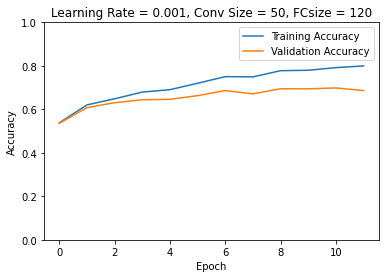 Learning Rate = 0.001, Conv Size = 50, FCsize = 120
1.0
0.8
0.6
0.4
0.2
0.0
Accuracy
Training Accuracy
Validation Accuracy
0 2 4 6 8 10
Epoch